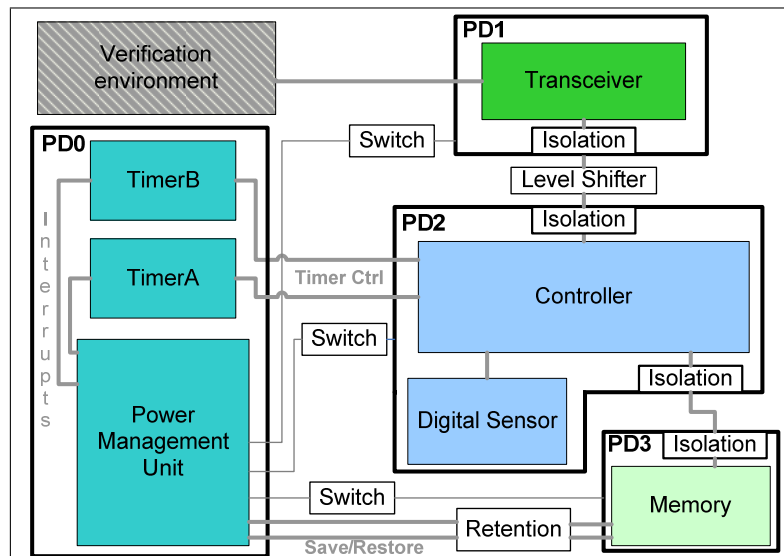 Verification
environment
PD1
Transceiver
Isolation
Switch
Level Shifter
PD0
TimerB
Interrupts
TimerA
Timer Ctrl
PD2
Isolation
Controller
Switch
Isolation
Digital Sensor
Power
Management
Unit
PD3
Isolation
Switch
Memory
Retention
Save/Restore